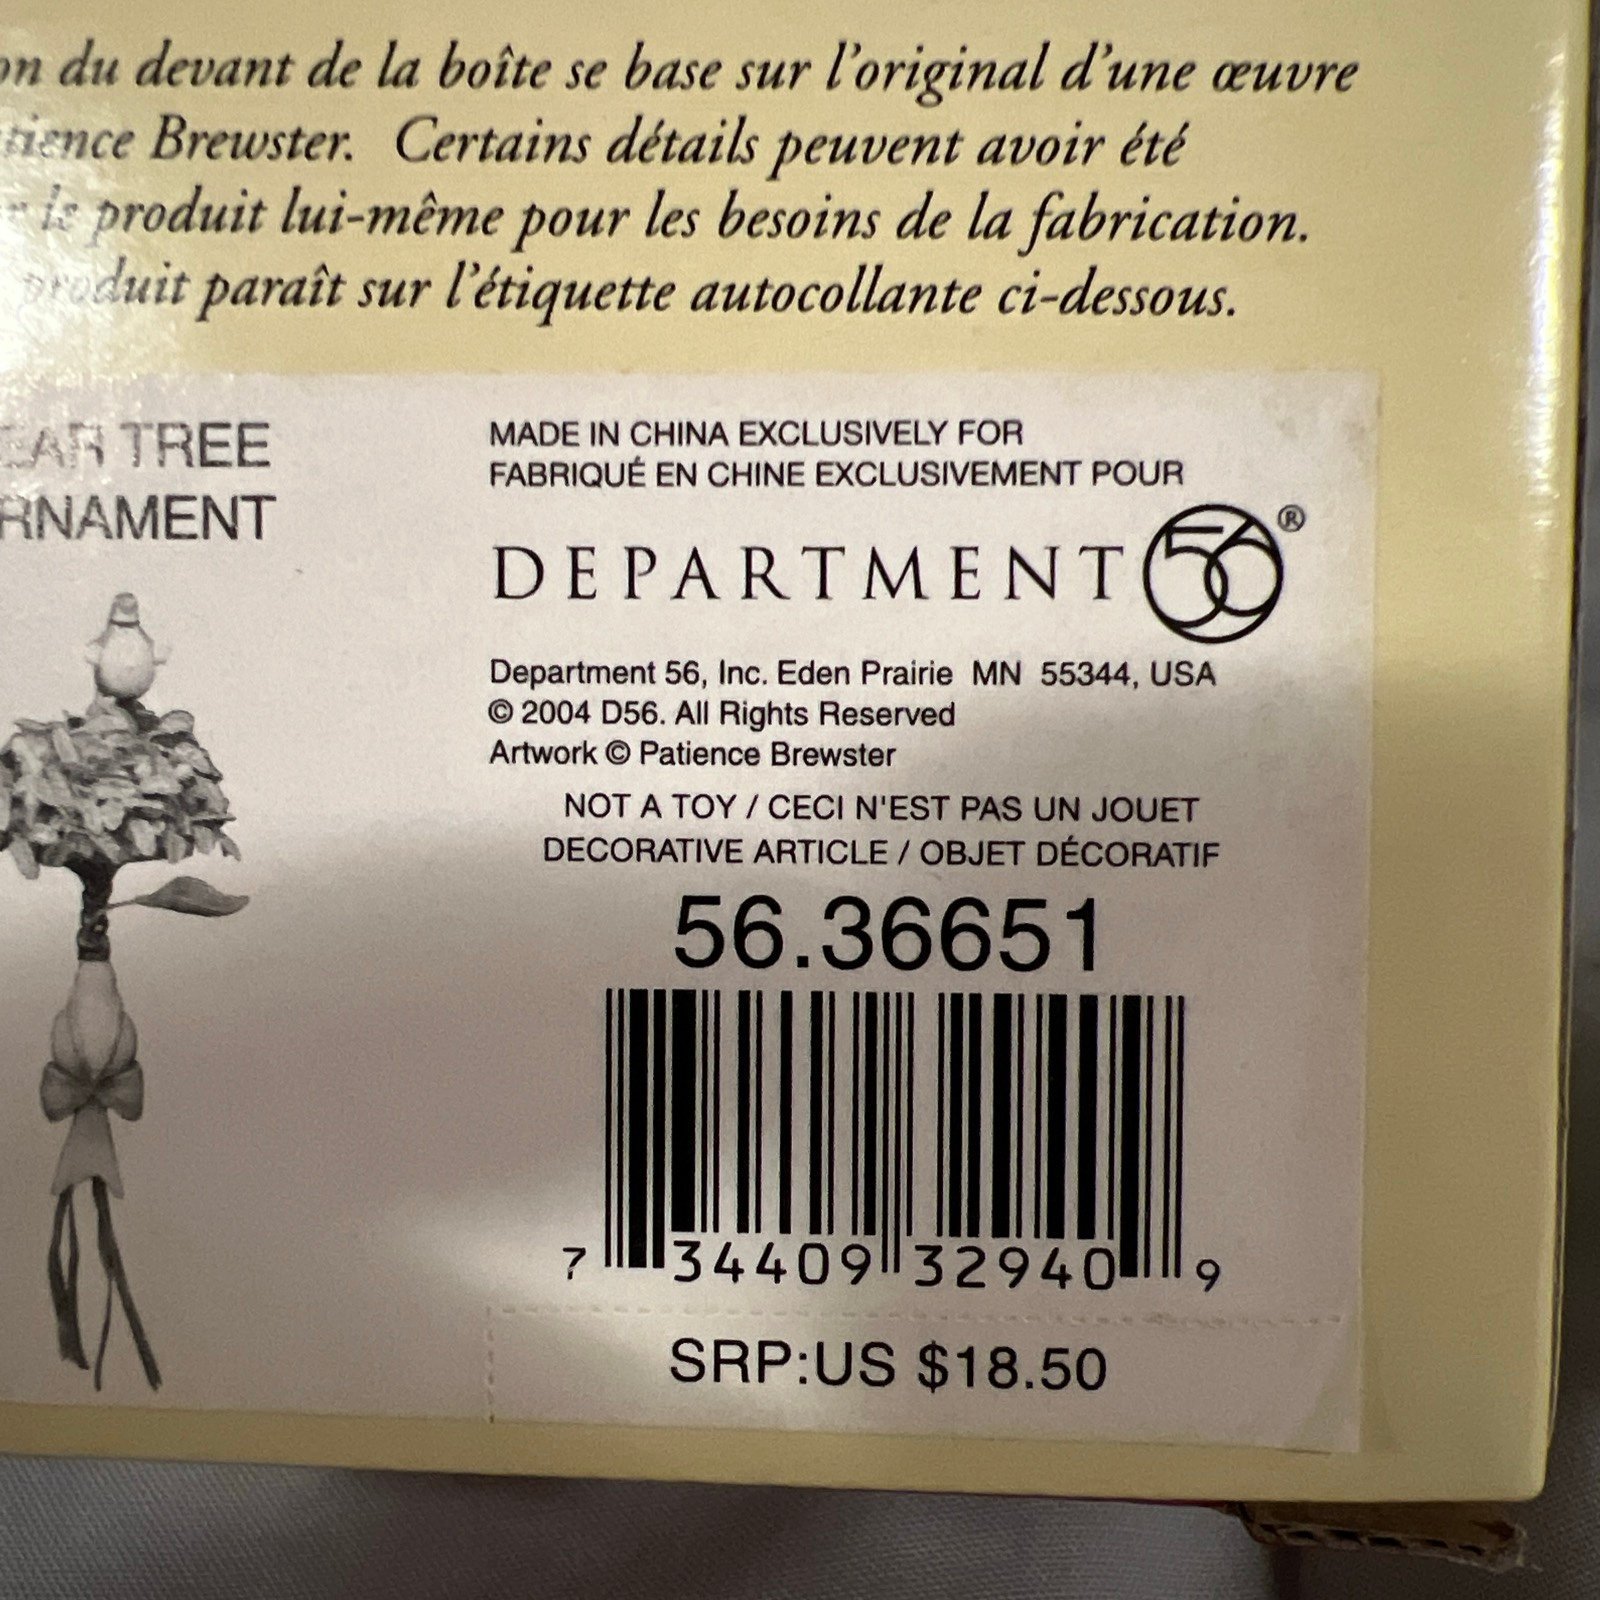 on du devant de la boîte se base sur l'original d'une œuvre
tience Brewster. Certains détails peuvent avoir été
le produit lui-même pour les besoins de la fabrication.
produit paraît sur l'étiquette autocollante ci-dessous.
EAR TREE
RNAMENT
MADE IN CHINA EXCLUSIVELY FOR
FABRIQUÉ EN CHINE EXCLUSIVEMENT POUR
DEPARTMENT 56®
Department 56, Inc. Eden Prairie MN 55344, USA
© 2004 D56. All Rights Reserved
Artwork © Patience Brewster
NOT A TOY / CECI N'EST PAS UN JOUET
DECORATIVE ARTICLE / OBJET DÉCORATIF
56.36651
7 34409 32940 9
SRP:US $18.50